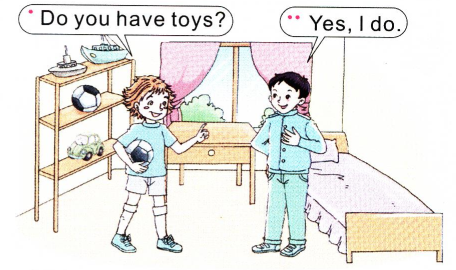 * Do you have toys?
** Yes, I do.